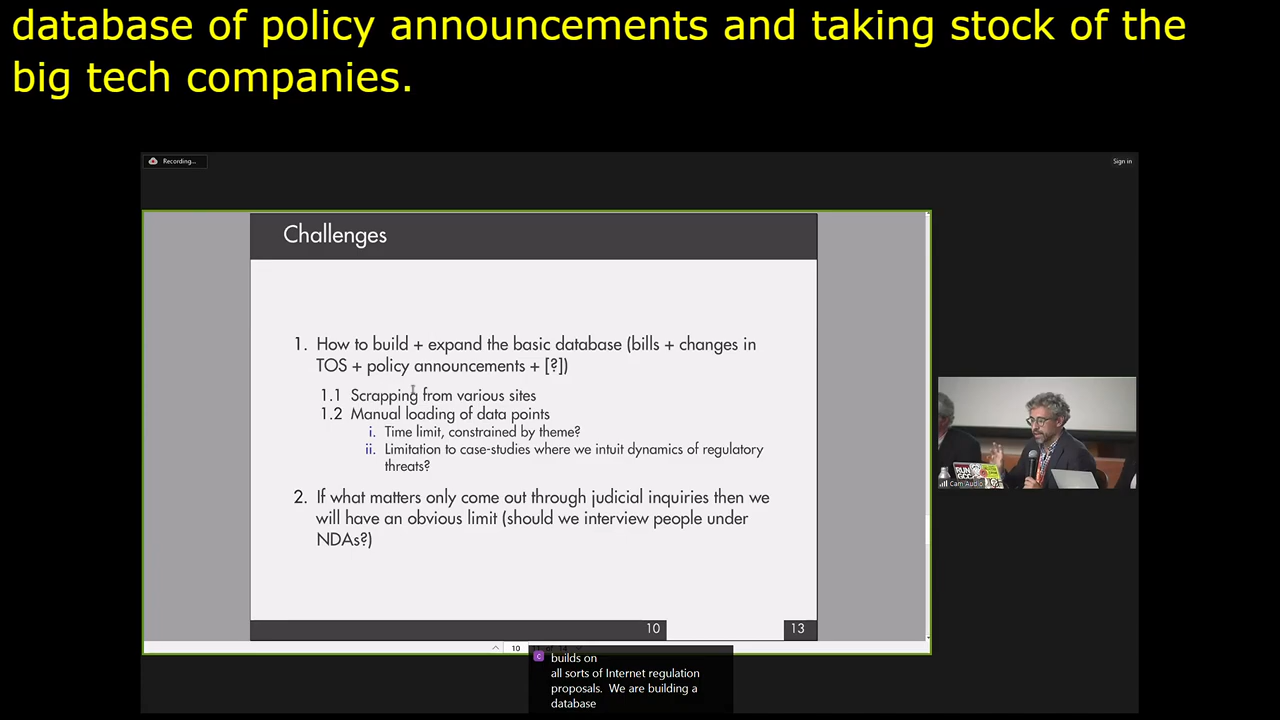 database of policy announcements and taking stock of the
big tech companies.
Recording...
Sign in
Challenges
1. How to build + expand the basic database (bills + changes in
TOS + policy announcements + [?])
1.1 Scrapping from various sites
1.2 Manual loading of data points
i. Time limit, constrained by theme?
ii. Limitation to case-studies where we intuit dynamics of regulatory
threats?
2. If what matters only come out through judicial inquiries then we
will have an obvious limit (should we interview people under
NDAs?)
RUN
GCC
Cam Audio
10
13
10
C
builds on
all sorts of Internet regulation
proposals. We are building a
database